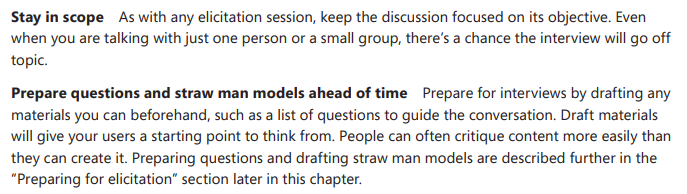 Stay in scope As with any elicitation session, keep the discussion focused on its objective. Even
when you are talking with just one person or a small group, there's a chance the interview will go off
topic.
Prepare questions and straw man models ahead of time Prepare for interviews by drafting any
materials you can beforehand, such as a list of questions to guide the conversation. Draft materials
will give your users a starting point to think from. People can often critique content more easily than
they can create it. Preparing questions and drafting straw man models are described further in the
"Preparing for elicitation" section later in this chapter.